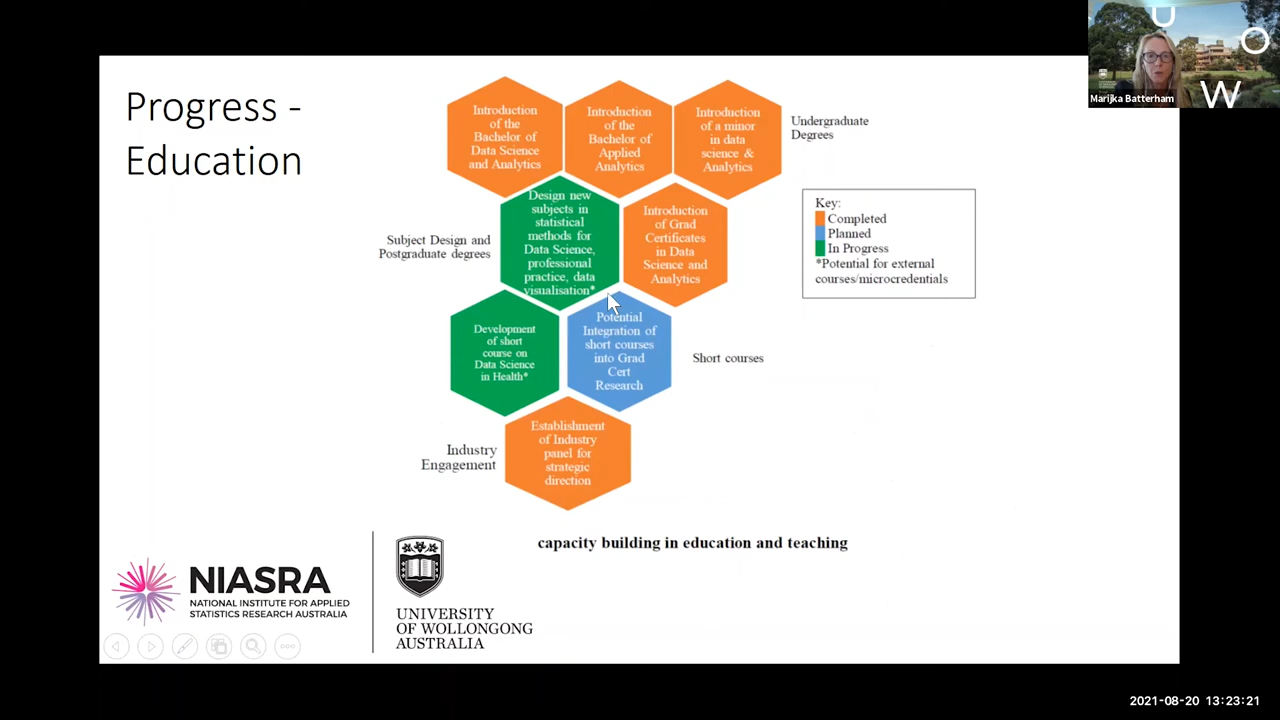 Progress -
Education
Introduction
of the
Bachelor of
Data Science
and Analytics
Introduction
of the
Bachelor of
Applied
Analytics
Introduction
of a minor
in data
science &
Analytics
Undergraduate
Degrees
Subject Design and
Postgraduate degrees
Design new
subjects in
statistical
methods for
Data Science,
professional
practice, data
visualisation*
Introduction
of Grad
Certificates
in Data
Science and
Analytics
Key:
Completed
Planned
In Progress
*Potential for external
courses/microcredentials
Development
of short
course on
Data Science
in Health*
Potential
Integration of
short courses
into Grad
Cert
Research
Short courses
Industry
Engagement
Establishment
of Industry
panel for
strategic
direction
capacity building in education and teaching
NIASRA
NATIONAL INSTITUTE FOR APPLIED
STATISTICS RESEARCH AUSTRALIA
UNIVERSITY
OF WOLLONGONG
AUSTRALIA
U
O
W
Marijka Batterham
2021-08-20 13:23:21